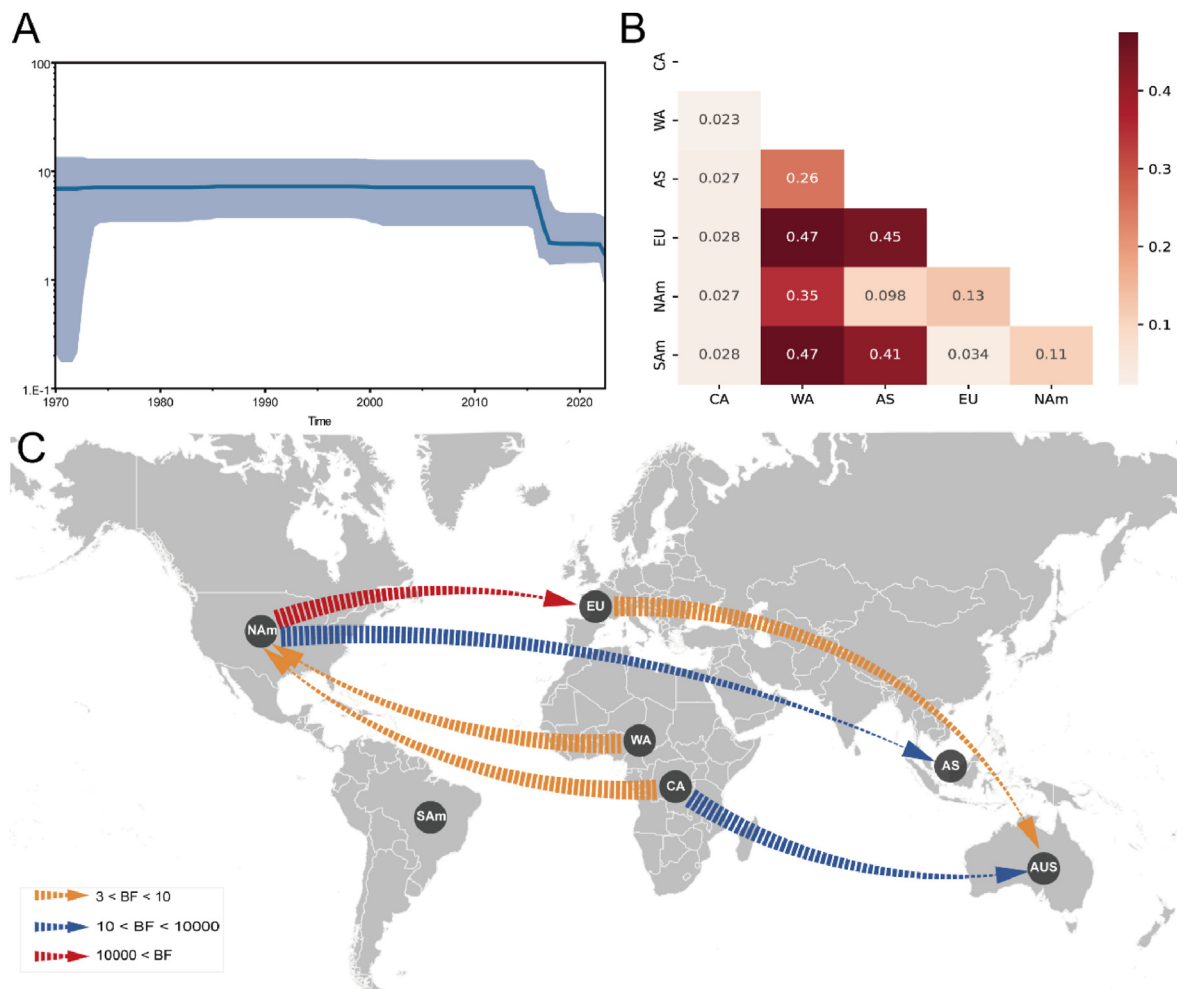 A
100
10
1
1.E-1
1970 1980 1990 2000 2010 2020
Time
B
CA
WA 0.023
AS 0.027 0.26
EU 0.028 0.47 0.45
NAm 0.027 0.35 0.098 0.13
SAm 0.028 0.47 0.41 0.034 0.11
CA WA AS EU NAm
0.4
0.3
0.2
0.1
C
EU
NAm
WA
AS
CA
SAm
AUS
3 < BF < 10
10 < BF < 10000
10000 < BF